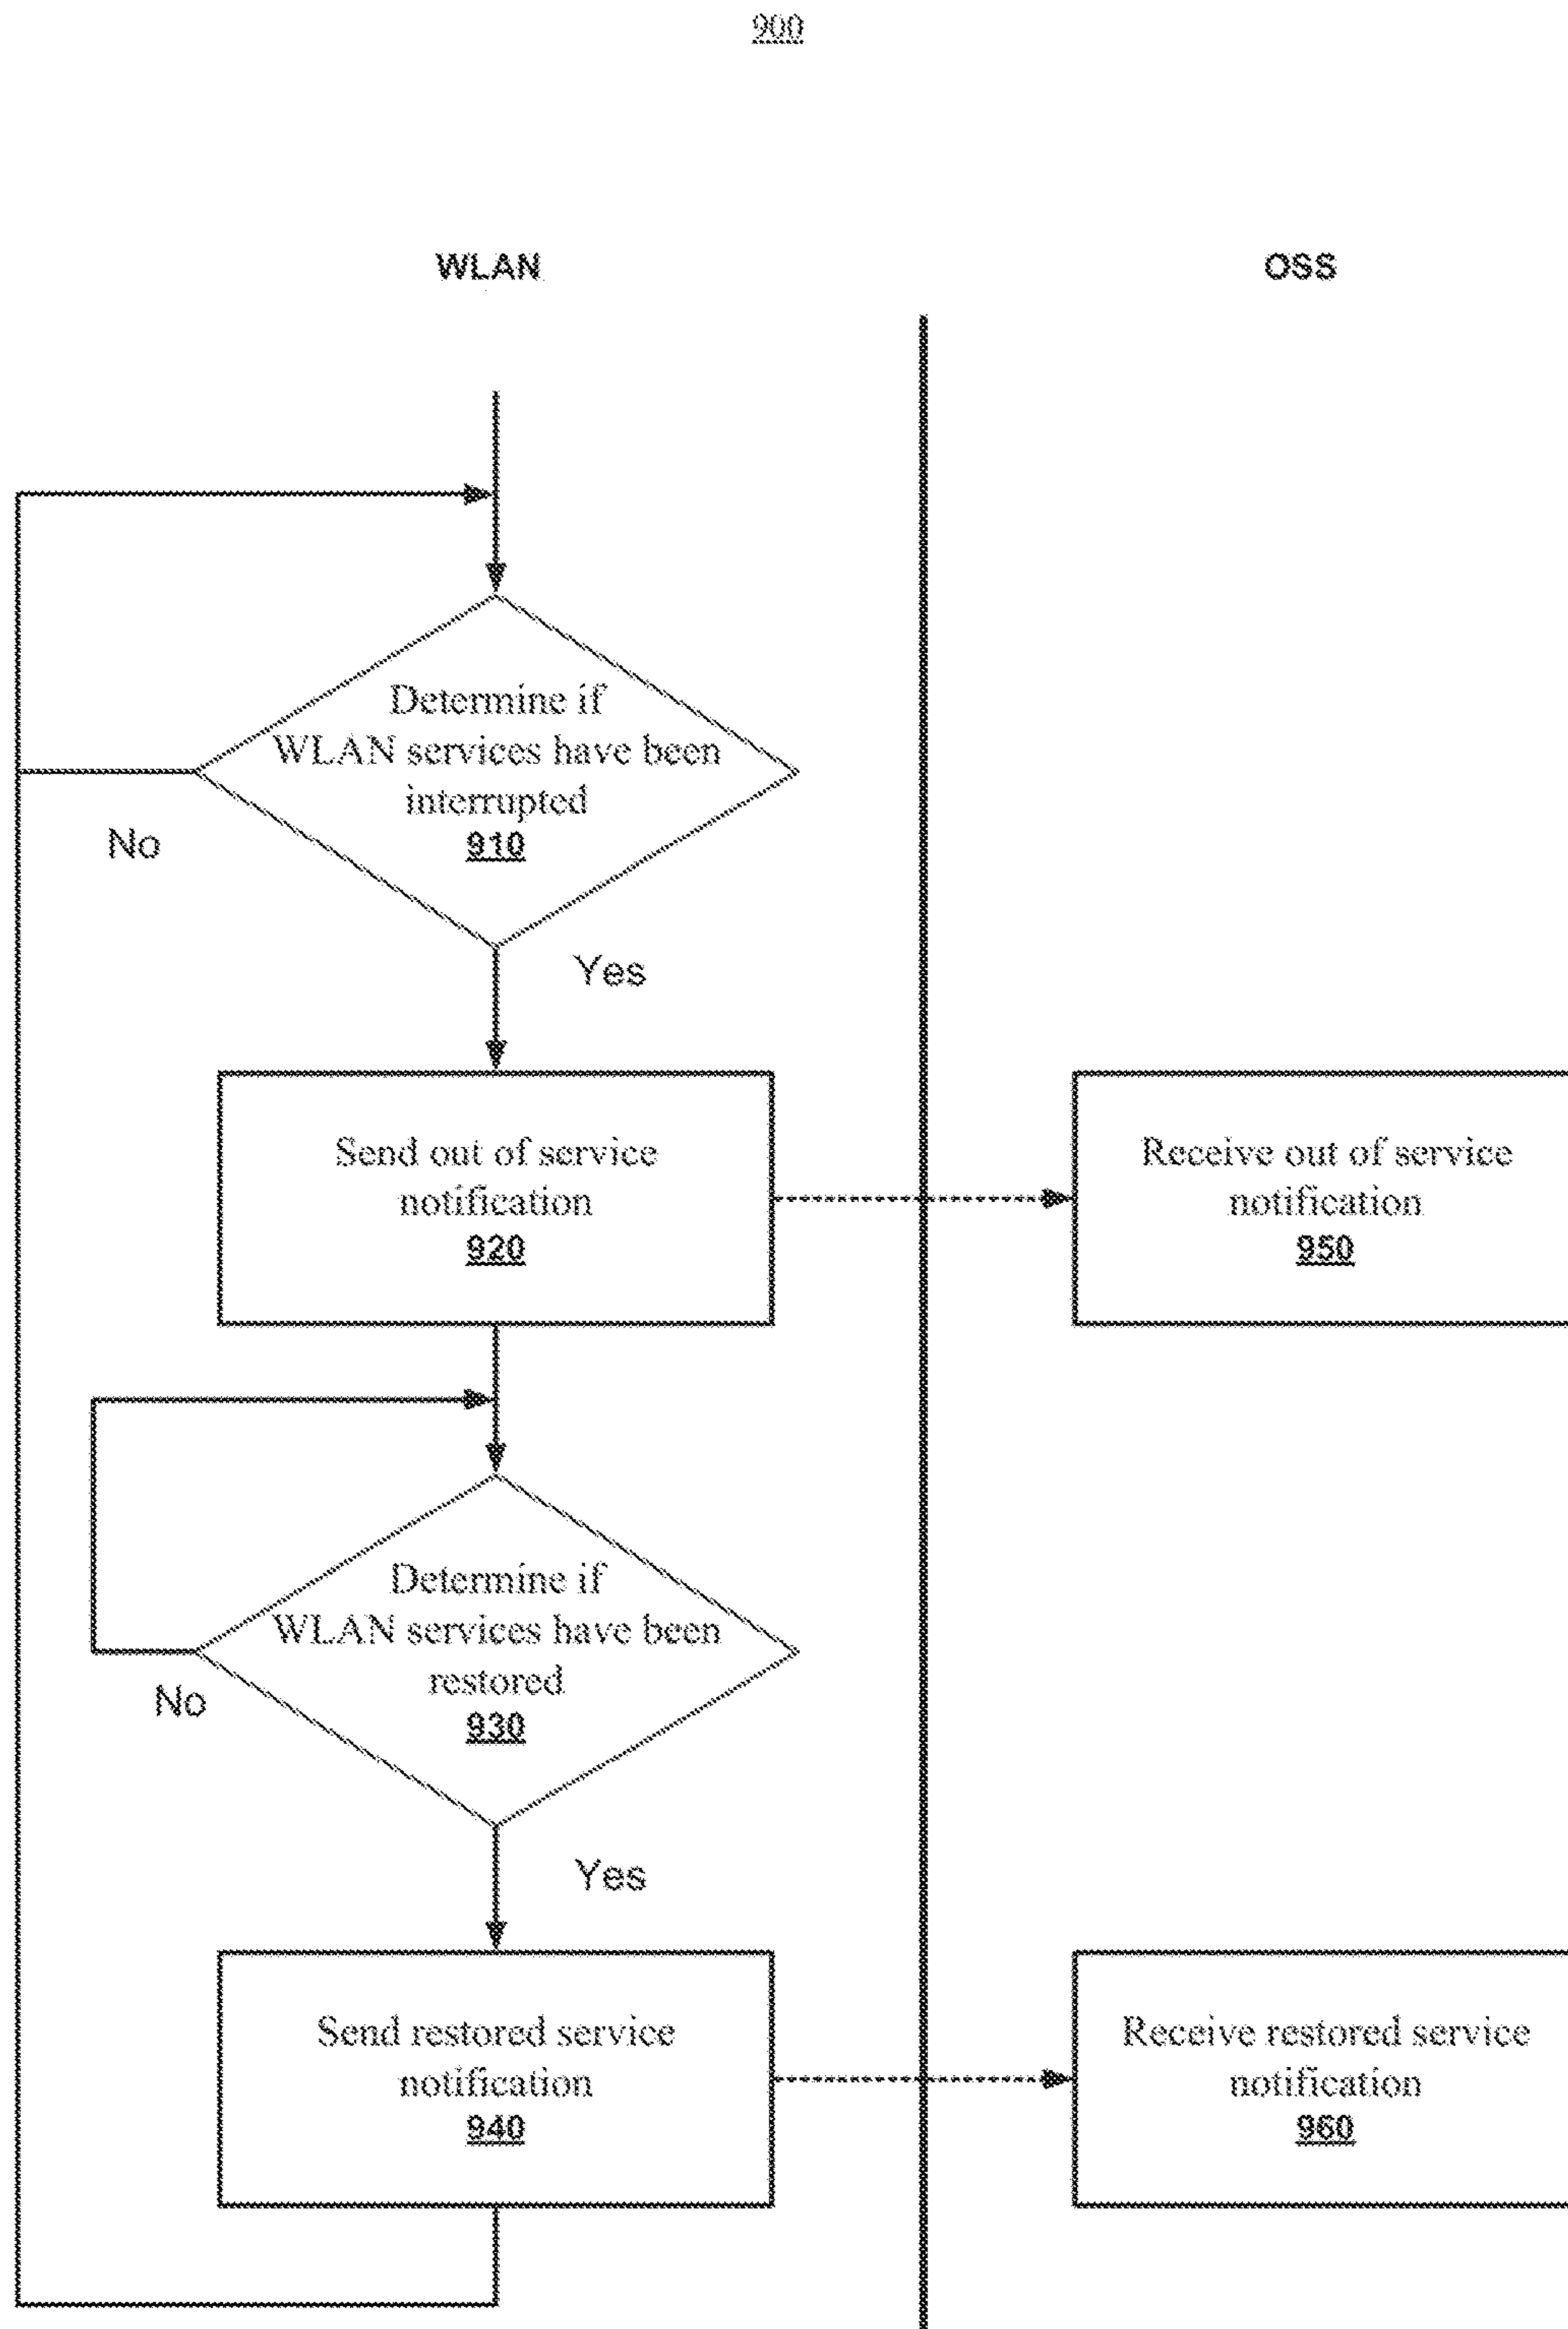 900
WLAN
OSS
Determine if
WLAN services have been
interrupted
910
No
Yes
Send out of service
notification
920
Receive out of service
notification
950
Determine if
WLAN services have been
restored
930
No
Yes
Send restored service
notification
940
Receive restored service
notification
960